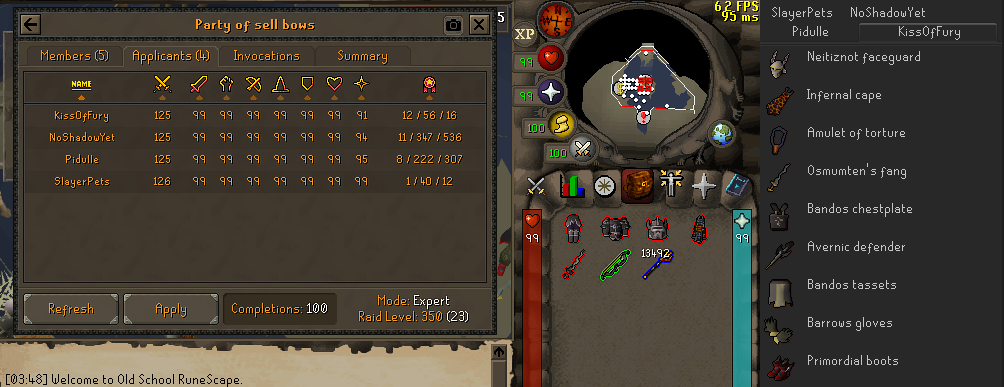 Party of sell bows
5
Members (5) Applicants (4) Invocations Summary
NAME
KissOfFury 125 99 99 99 99 99 99 91 12 / 56 / 16
NoShadowYet 125 99 99 99 99 99 99 94 11 / 347 / 536
Pidulle 125 99 99 99 99 99 99 95 8 / 222 / 307
SlayerPets 126 99 99 99 99 99 99 96 1 / 40 / 12
Refresh Apply Completions: 100 Mode: Expert
Raid Level: 350 (23)
[03:48] Welcome to Old School RuneScape.
62 FPS
95 ms
XP
N
E
S
W
99
99
100
100
99 99
13492
SlayerPets NoShadowYet
Pidulle KissOfFury
Neitiznot faceguard
Infernal cape
Amulet of torture
Osmumten's fang
Bandos chestplate
Avernic defender
Bandos tassets
Barrows gloves
Primordial boots